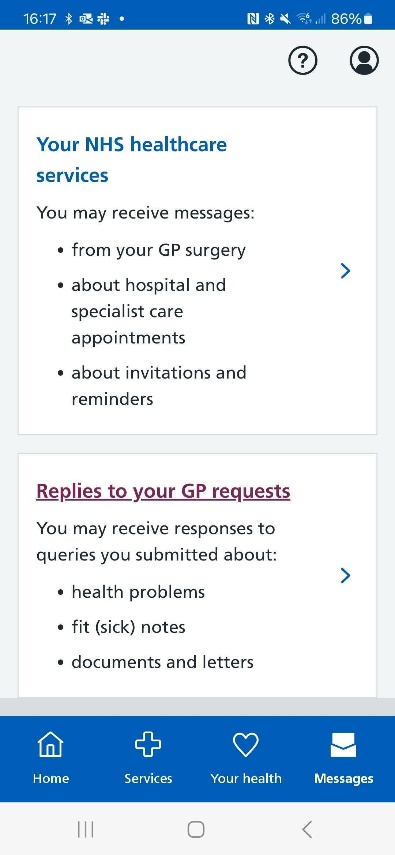 16:17
86%
Your NHS healthcare
services
You may receive messages:
• from your GP surgery
• about hospital and
specialist care
appointments
• about invitations and
reminders
Replies to your GP requests
You may receive responses to
queries you submitted about:
• health problems
• fit (sick) notes
• documents and letters
Home Services Your health Messages